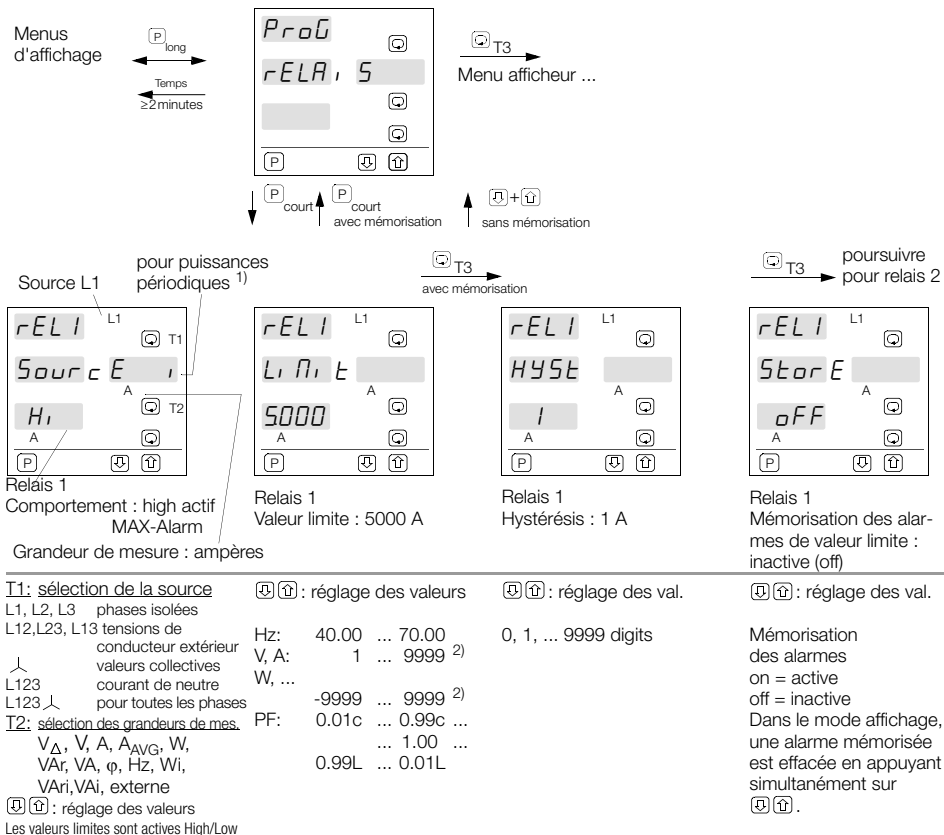 Menus
d'affichage
P long
Temps
≥2minutes
ProG
rELAi S
P
T3
Menu afficheur ...
P court
P court
avec mémorisation
+
sans mémorisation
Source L1
pour puissances
périodiques 1)
T3
avec mémorisation
T3
poursuivre
pour relais 2
rEL1 L1
T1
SourcE i
A
T2
Hi
A
P
Relais 1
Comportement : high actif
MAX-Alarm
Grandeur de mesure : ampères
rEL1 L1
LiMit
A
5000
A
P
Relais 1
Valeur limite : 5000 A
rEL1 L1
HYSt
A
1
A
P
Relais 1
Hystérésis : 1 A
rEL1 L1
StorE
A
oFF
P
Relais 1
Mémorisation des alar-
mes de valeur limite :
inactive (off)
T1: sélection de la source
L1, L2, L3 phases isolées
L12,L23, L13 tensions de
conducteur extérieur
valeurs collectives
L123 courant de neutre
L123 pour toutes les phases
T2: sélection des grandeurs de mes.
VΔ, V, A, AAVG, W,
VAr, VA, φ, Hz, Wi,
VAri,VAi, externe
: réglage des valeurs
Les valeurs limites sont actives High/Low
: réglage des valeurs
Hz: 40.00 ... 70.00
V, A: 1 ... 9999 2)
W, ...
-9999 ... 9999 2)
PF: 0.01c ... 0.99c ...
... 1.00 ...
0.99L ... 0.01L
: réglage des val.
0, 1, ... 9999 digits
: réglage des val.
Mémorisation
des alarmes
on = active
off = inactive
Dans le mode affichage,
une alarme mémorisée
est effacée en appuyant
simultanément sur
.